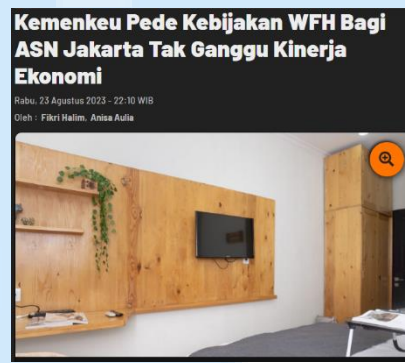 Kemenkeu Pede Kebijakan WFH Bagi
ASN Jakarta Tak Ganggu Kinerja
Ekonomi
Rabu, 23 Agustus 2023 - 22:10 WIB
Oleh : Fikri Halim, Anisa Aulia